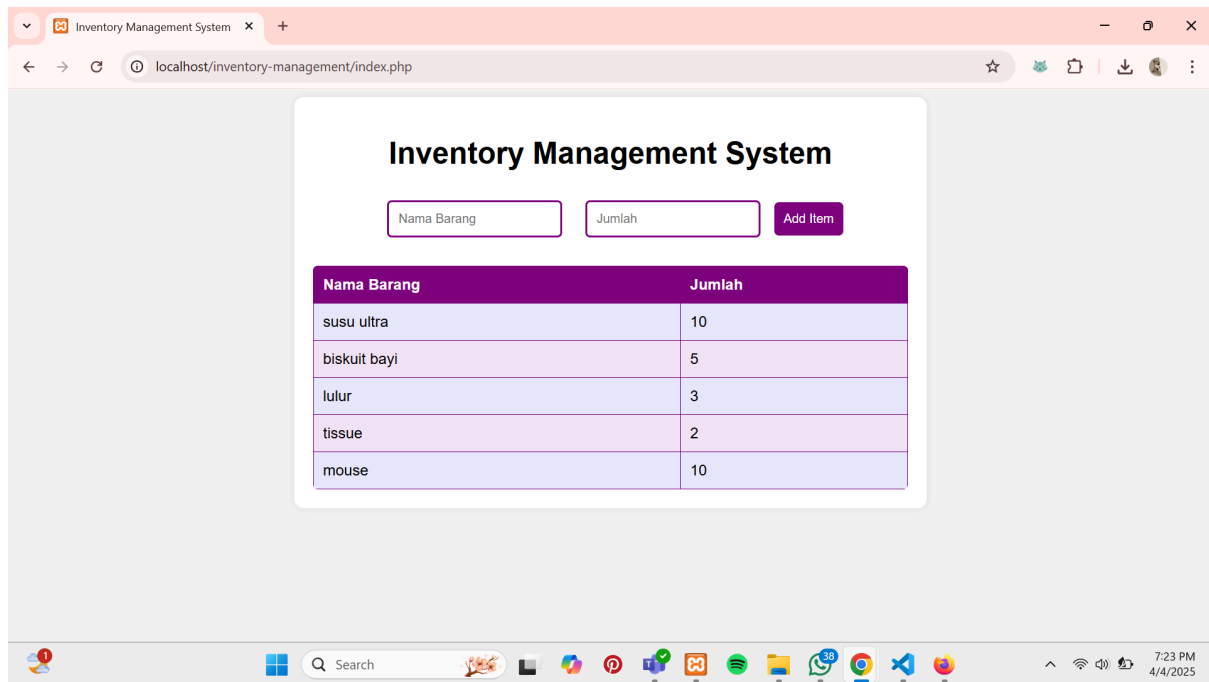 Inventory Management System
localhost/inventory-management/index.php
Inventory Management System
Nama Barang Jumlah Add Item
Nama Barang Jumlah
susu ultra 10
biskuit bayi 5
lulur 3
tissue 2
mouse 10
1 Search 38 7:23 PM
4/4/2025